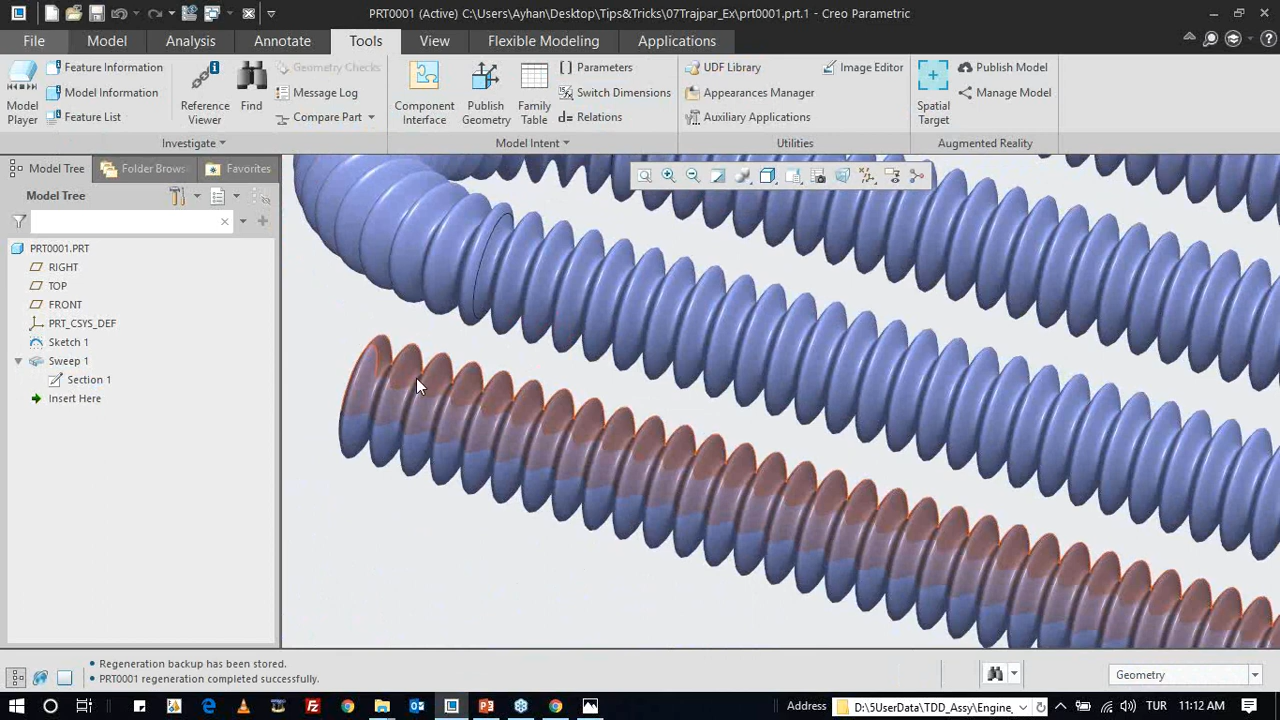 PRT0001 (Active) C:\Users\Ayhan\Desktop\Tips&Tricks\07Trajpar_Ex\prt0001.prt.1 - Creo Parametric
File Model Analysis Annotate Tools View Flexible Modeling Applications
Model Player
Feature Information
Model Information
Feature List
Reference Viewer
Find
Geometry Checks
Message Log
Compare Part
Investigate
Component Interface
Publish Geometry
Family Table
Parameters
Switch Dimensions
Relations
Model Intent
UDF Library
Appearances Manager
Auxiliary Applications
Image Editor
Utilities
Spatial Target
Publish Model
Manage Model
Augmented Reality
Model Tree Folder Brows Favorites
Model Tree
PRT0001.PRT
RIGHT
TOP
FRONT
PRT_CSYS_DEF
Sketch 1
Sweep 1
Section 1
Insert Here
• Regeneration backup has been stored.
• PRT0001 regeneration completed successfully.
Geometry
Address D:\5UserData\TDD_Assy\Engine_
TUR 11:12 AM